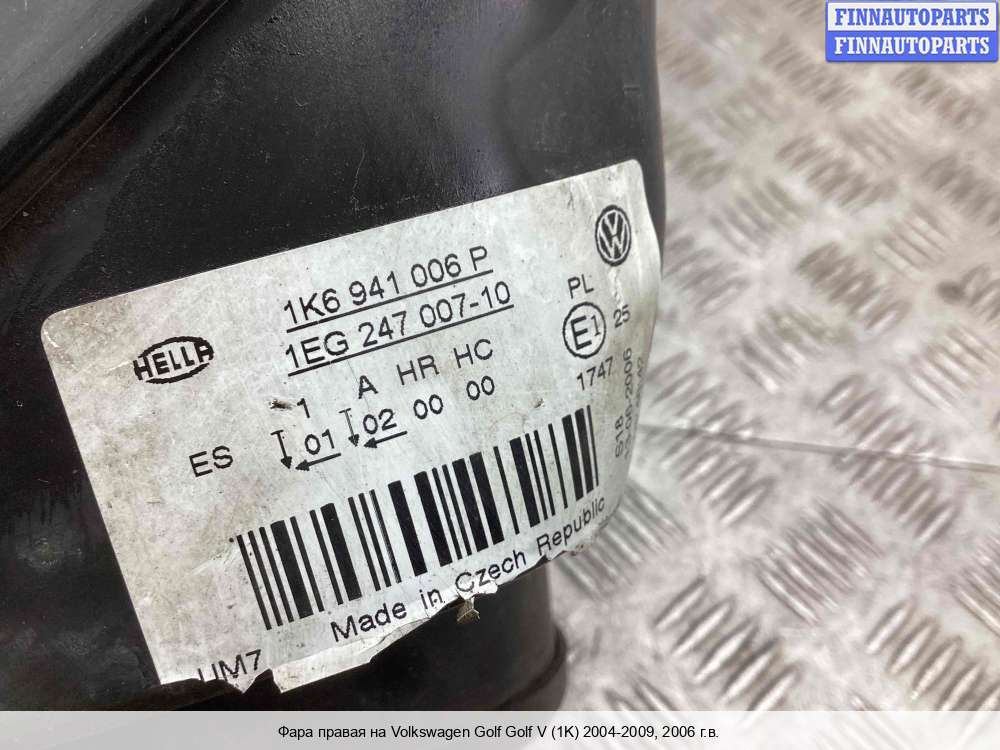 FINNAUTOPARTS
FINNAUTOPARTS
1K6 941 006 P
1EG 247 007-10
HELLA
PL
E1
25
1 A HR HC
1747
ES 01 02 00 00
Made in Czech Republic
Фара правая на Volkswagen Golf Golf V (1K) 2004-2009, 2006 г.в.